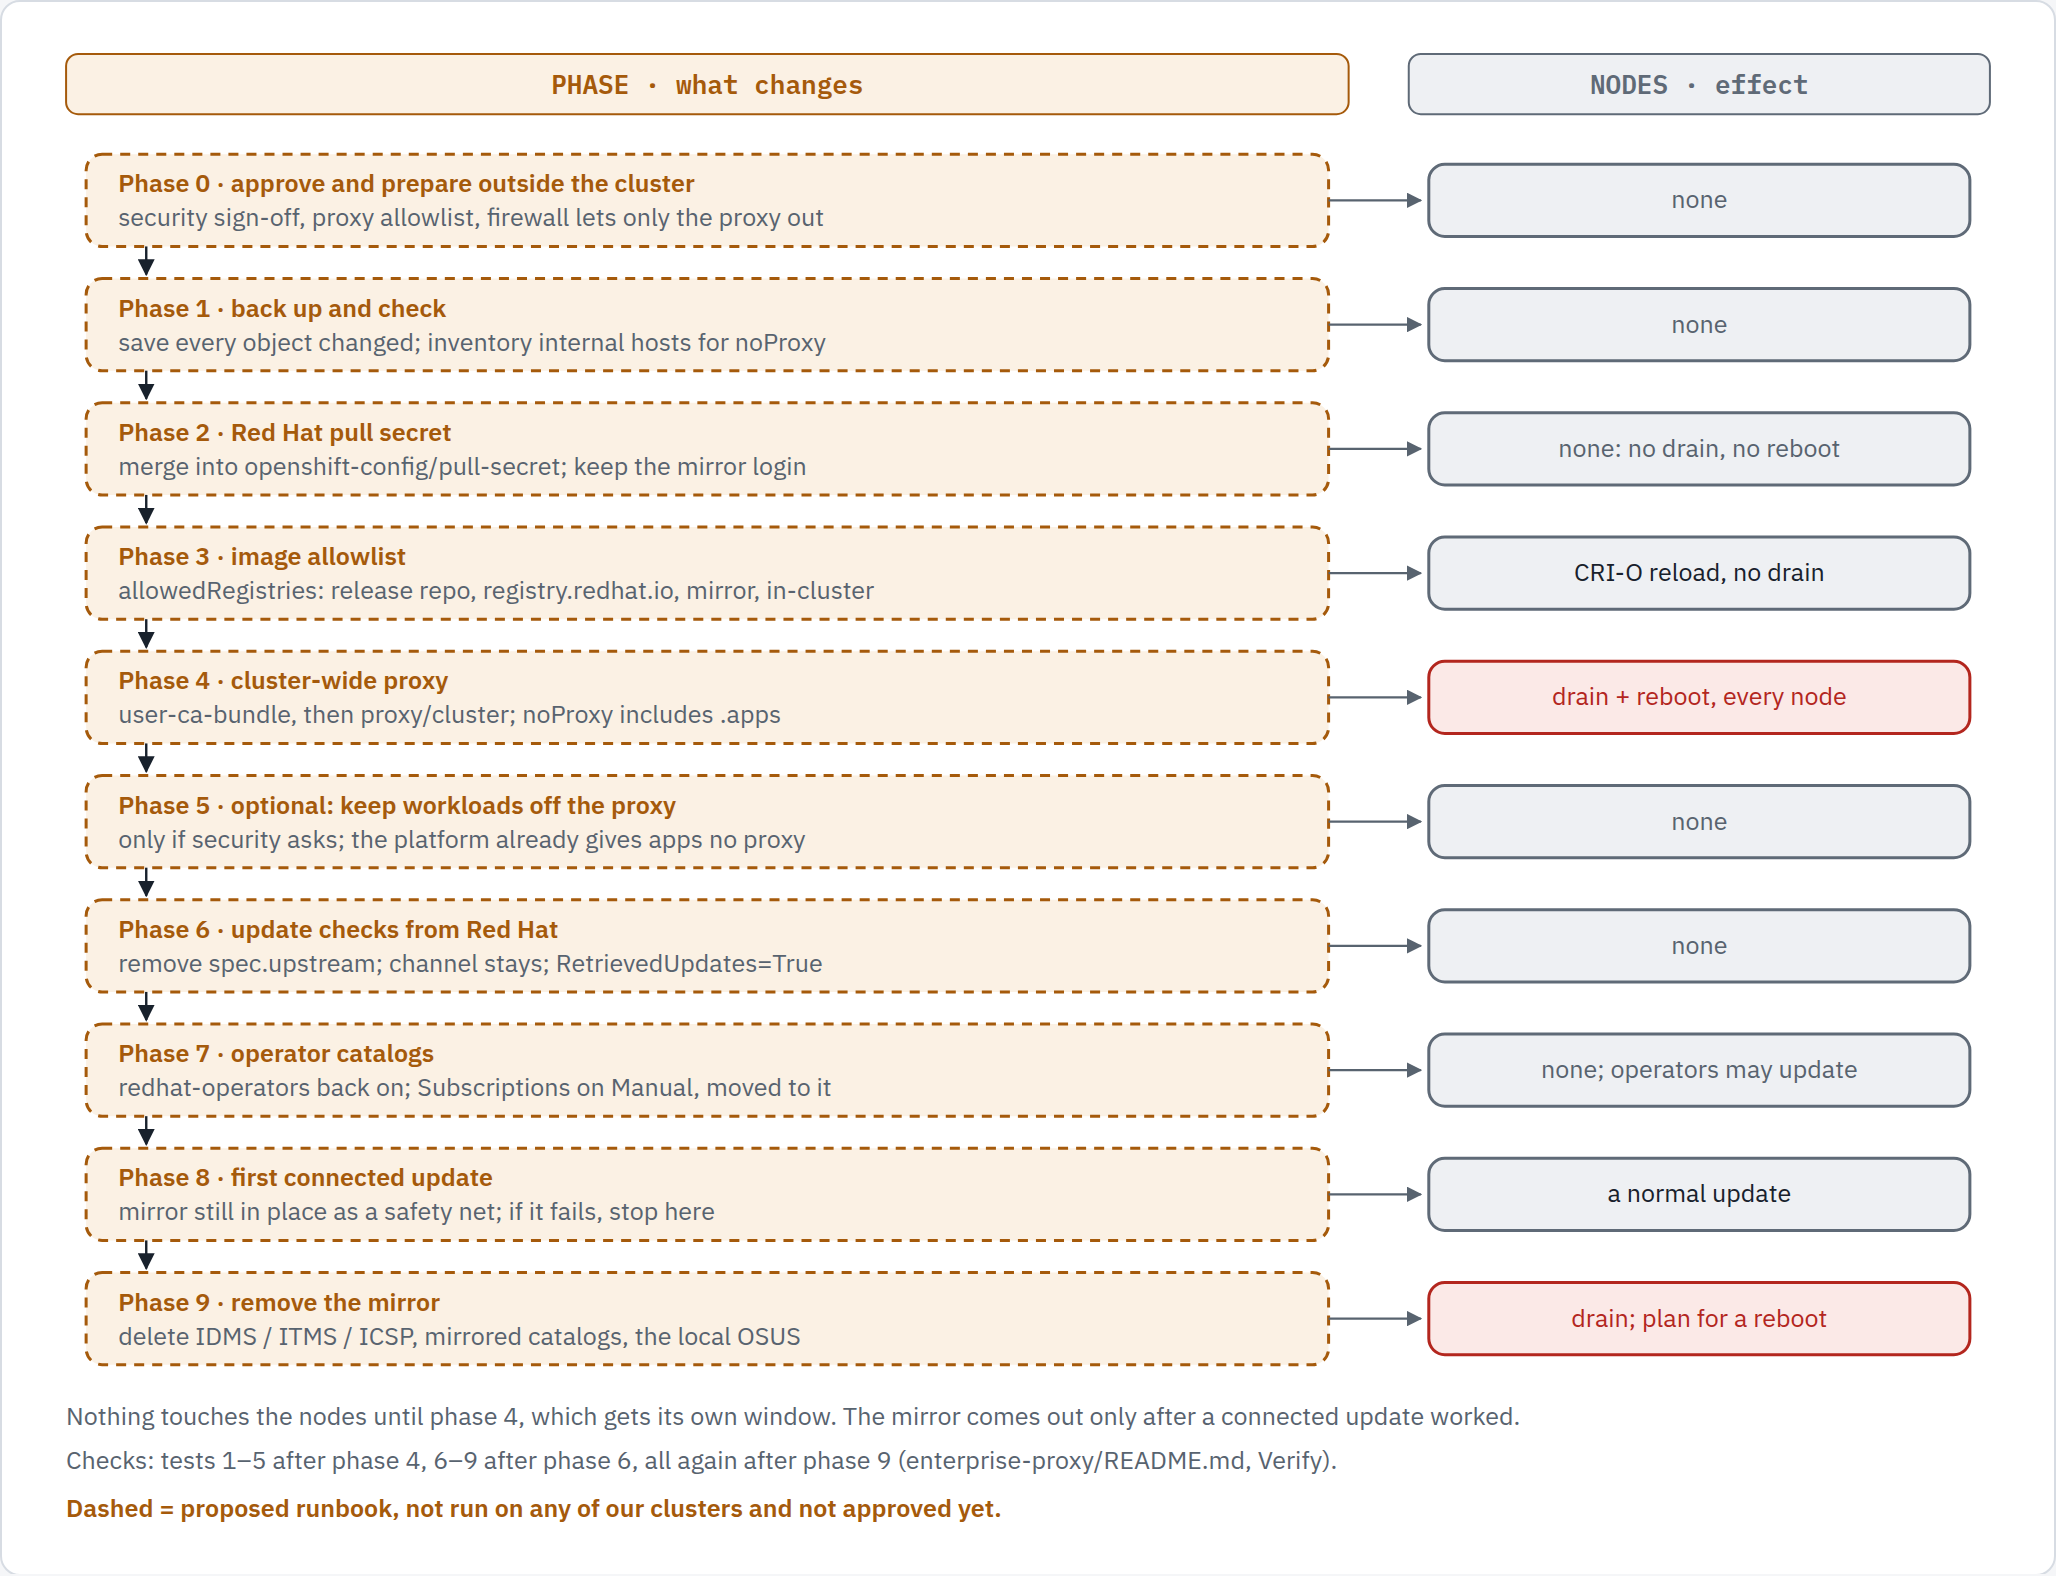 PHASE · what changes
NODES · effect
Phase 0 · approve and prepare outside the cluster
security sign-off, proxy allowlist, firewall lets only the proxy out
none
Phase 1 · back up and check
save every object changed; inventory internal hosts for noProxy
none
Phase 2 · Red Hat pull secret
merge into openshift-config/pull-secret; keep the mirror login
none: no drain, no reboot
Phase 3 · image allowlist
allowedRegistries: release repo, registry.redhat.io, mirror, in-cluster
CRI-O reload, no drain
Phase 4 · cluster-wide proxy
user-ca-bundle, then proxy/cluster; noProxy includes .apps
drain + reboot, every node
Phase 5 · optional: keep workloads off the proxy
only if security asks; the platform already gives apps no proxy
none
Phase 6 · update checks from Red Hat
remove spec.upstream; channel stays; RetrievedUpdates=True
none
Phase 7 · operator catalogs
redhat-operators back on; Subscriptions on Manual, moved to it
none; operators may update
Phase 8 · first connected update
mirror still in place as a safety net; if it fails, stop here
a normal update
Phase 9 · remove the mirror
delete IDMS / ITMS / ICSP, mirrored catalogs, the local OSUS
drain; plan for a reboot
Nothing touches the nodes until phase 4, which gets its own window. The mirror comes out only after a connected update worked.
Checks: tests 1–5 after phase 4, 6–9 after phase 6, all again after phase 9 (enterprise-proxy/README.md, Verify).
Dashed = proposed runbook, not run on any of our clusters and not approved yet.